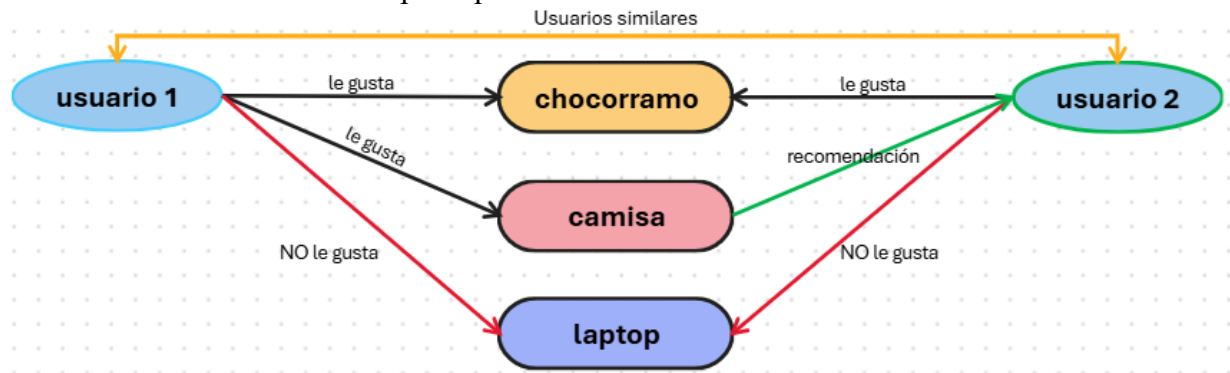 Usuarios similares
usuario 1
le gusta
chocorramo
le gusta
usuario 2
le gusta
recomendación
camisa
NO le gusta
NO le gusta
laptop